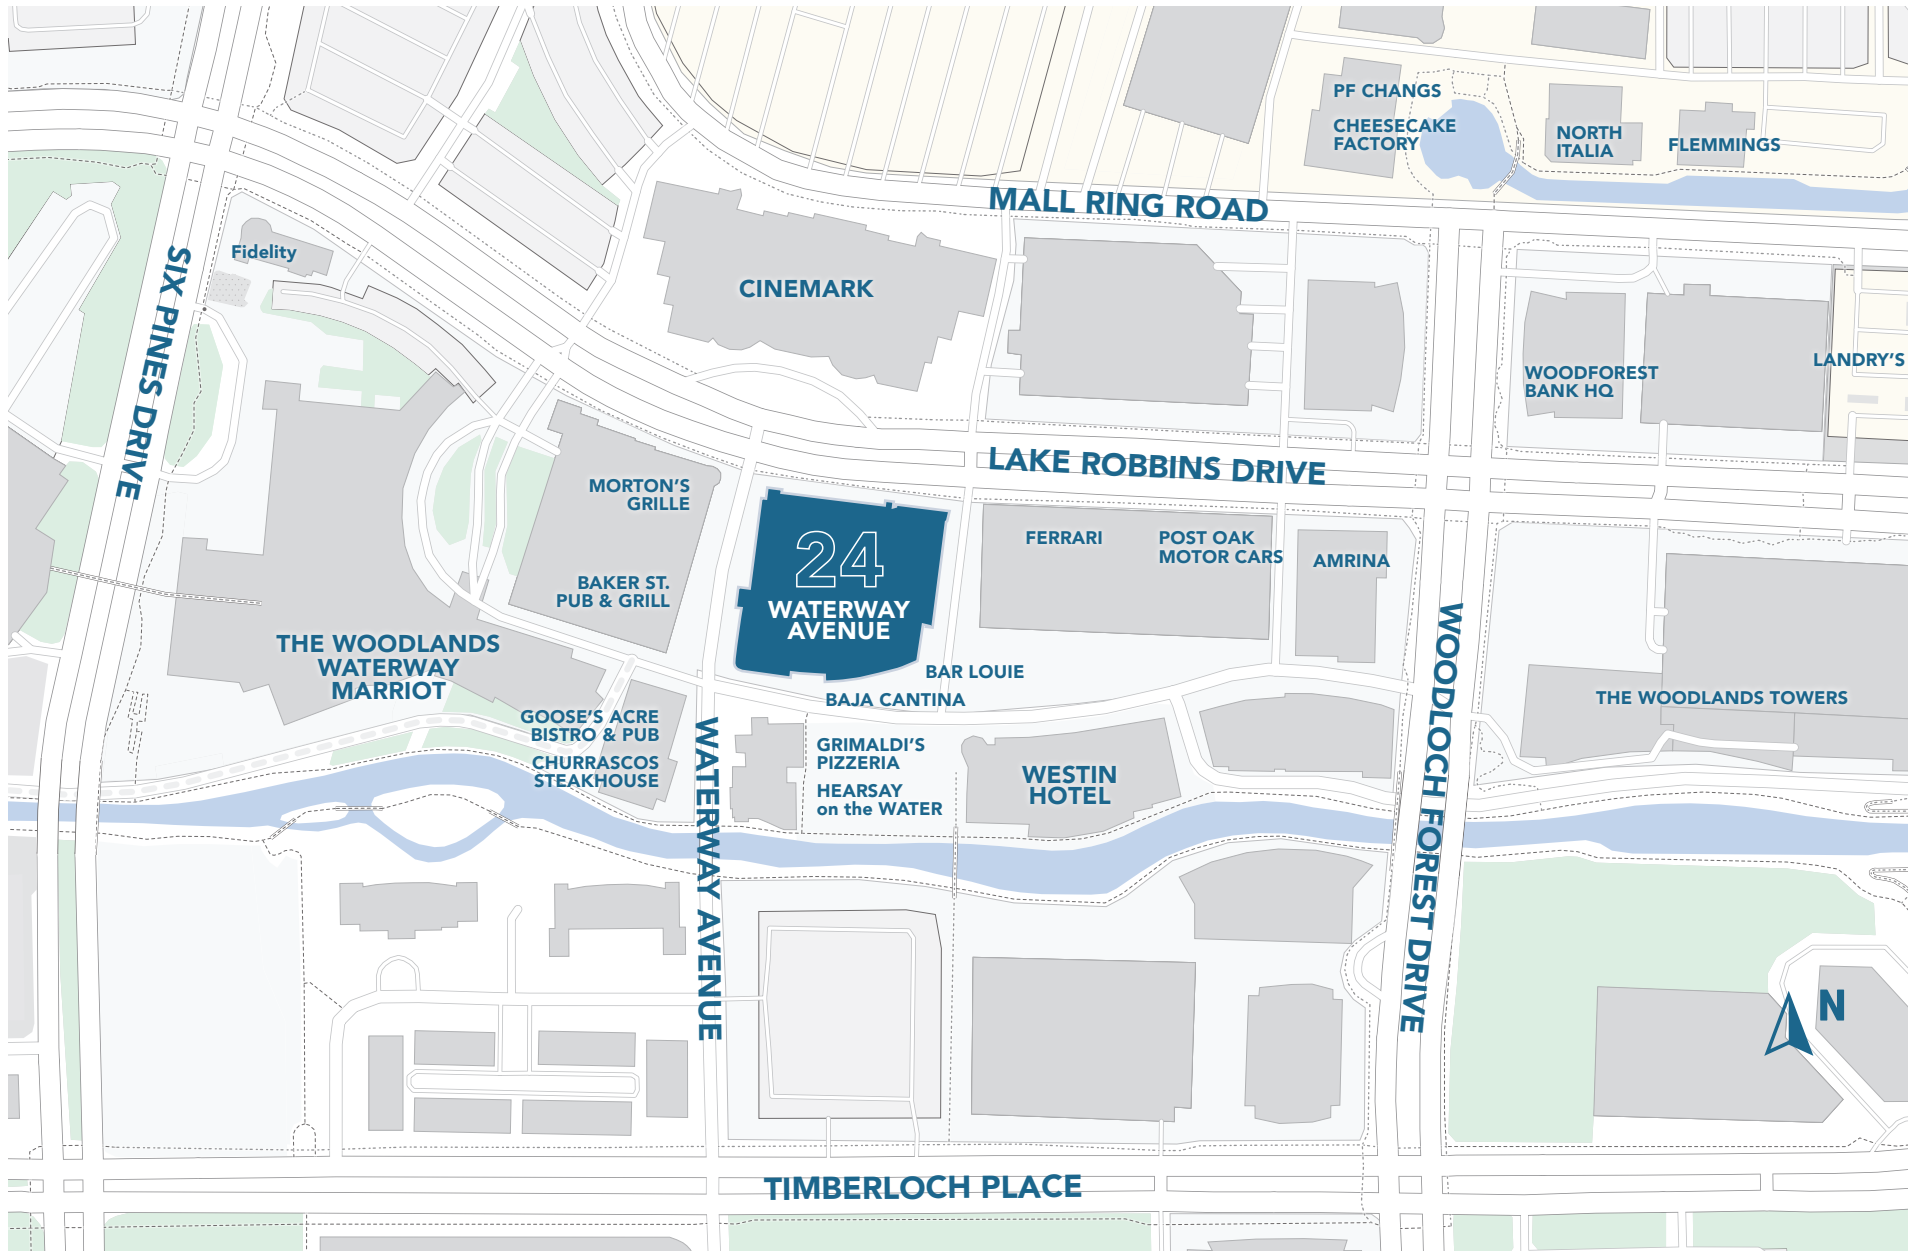 PF CHANGS
CHEESECAKE
FACTORY
NORTH
ITALIA
FLEMMINGS
MALL RING ROAD
Fidelity
SIX PINES DRIVE
CINEMARK
WOODFOREST
BANK HQ
LANDRY'S
LAKE ROBBINS DRIVE
MORTON'S
GRILLE
BAKER ST.
PUB & GRILL
24
WATERWAY
AVENUE
FERRARI
POST OAK
MOTOR CARS
AMRINA
THE WOODLANDS
WATERWAY
MARRIOT
BAR LOUIE
BAJA CANTINA
WOODLOCH FOREST DRIVE
THE WOODLANDS TOWERS
GOOSE'S ACRE
BISTRO & PUB
CHURRASCOS
STEAKHOUSE
WATERWAY AVENUE
GRIMALDI'S
PIZZERIA
HEARSAY
on the WATER
WESTIN
HOTEL
N
TIMBERLOCH PLACE